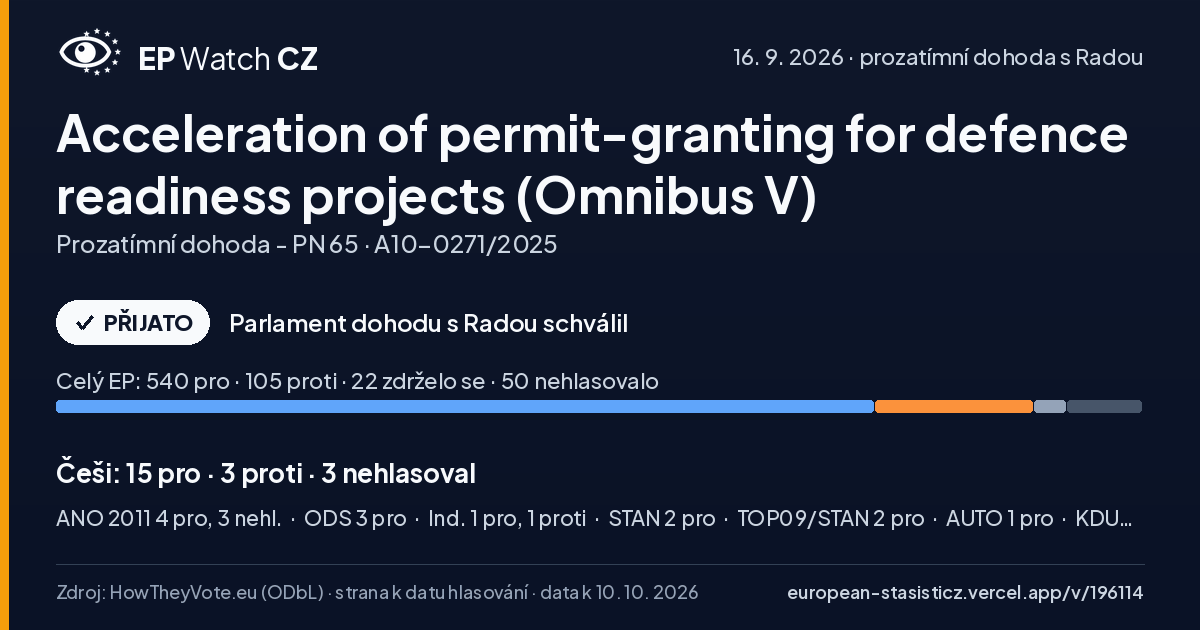 EP Watch CZ
16. 9. 2026 · prozatímní dohoda s Radou
Acceleration of permit-granting for defence
readiness projects (Omnibus V)
Prozatímní dohoda - PN 65 · A10-0271/2025
✓ PŘIJATO
Parlament dohodu s Radou schválil
Celý EP: 540 pro · 105 proti · 22 zdrželo se · 50 nehlasovalo
Češi: 15 pro · 3 proti · 3 nehlasoval
ANO 2011 4 pro, 3 nehl. · ODS 3 pro · Ind. 1 pro, 1 proti · STAN 2 pro · TOP09/STAN 2 pro · AUTO 1 pro · KDU…
Zdroj: HowTheyVote.eu (ODbL) · strana k datu hlasování · data k 10. 10. 2026
european-stasisticz.vercel.app/v/196114